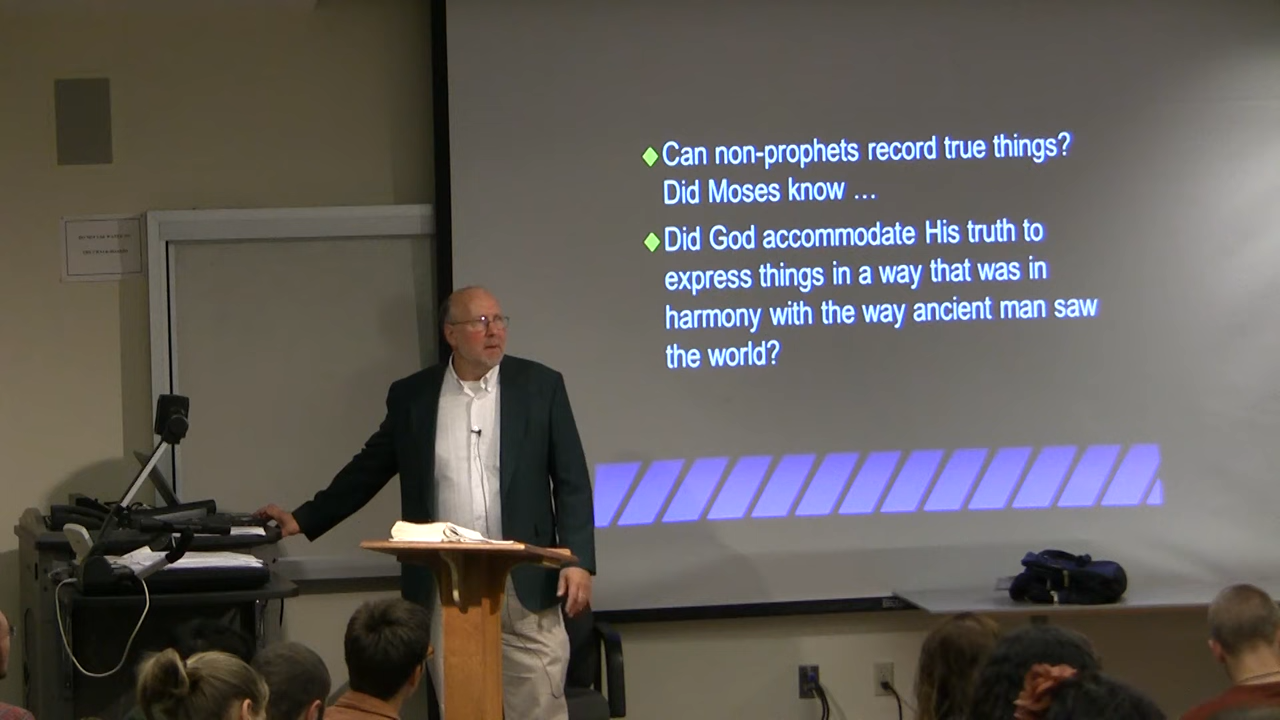 Can non-prophets record true things?
Did Moses know …
Did God accommodate His truth to
express things in a way that was in
harmony with the way ancient man saw
the world?